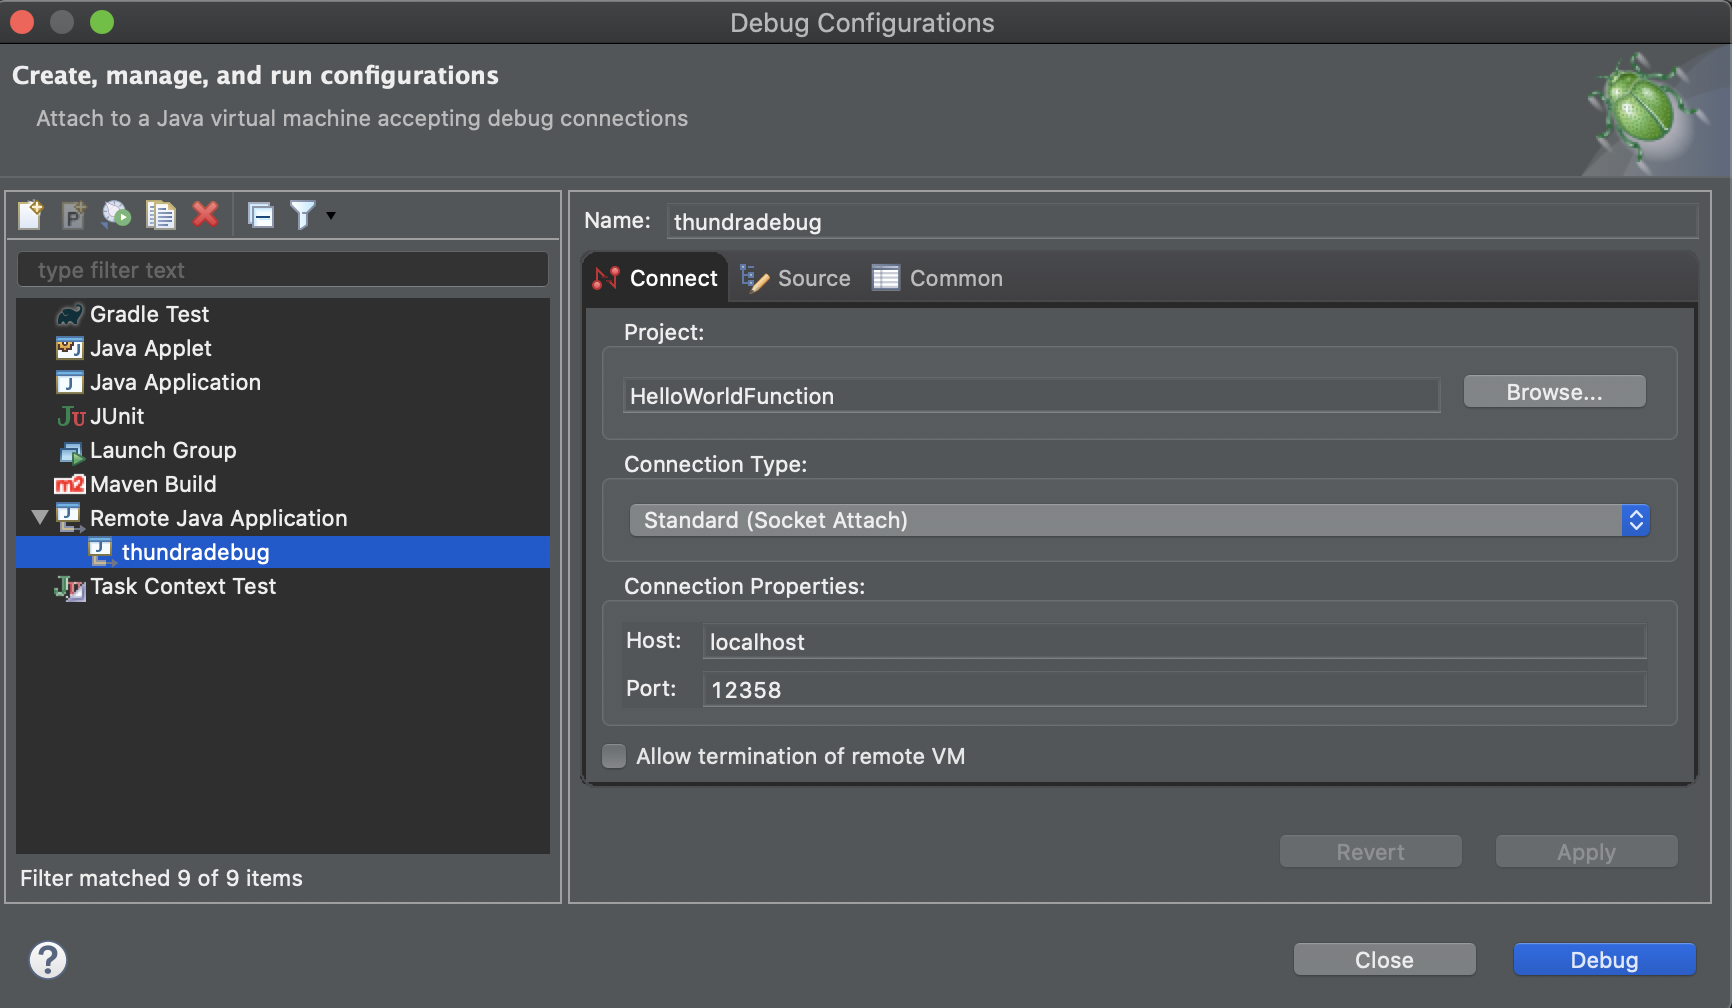 Debug Configurations
Create, manage, and run configurations
Attach to a Java virtual machine accepting debug connections
type filter text
Gradle Test
Java Applet
Java Application
JUnit
Launch Group
Maven Build
Remote Java Application
thundradebug
Task Context Test
Filter matched 9 of 9 items
Name: thundradebug
Connect Source Common
Project:
HelloWorldFunction Browse...
Connection Type:
Standard (Socket Attach)
Connection Properties:
Host: localhost
Port: 12358
Allow termination of remote VM
Revert Apply
Close Debug